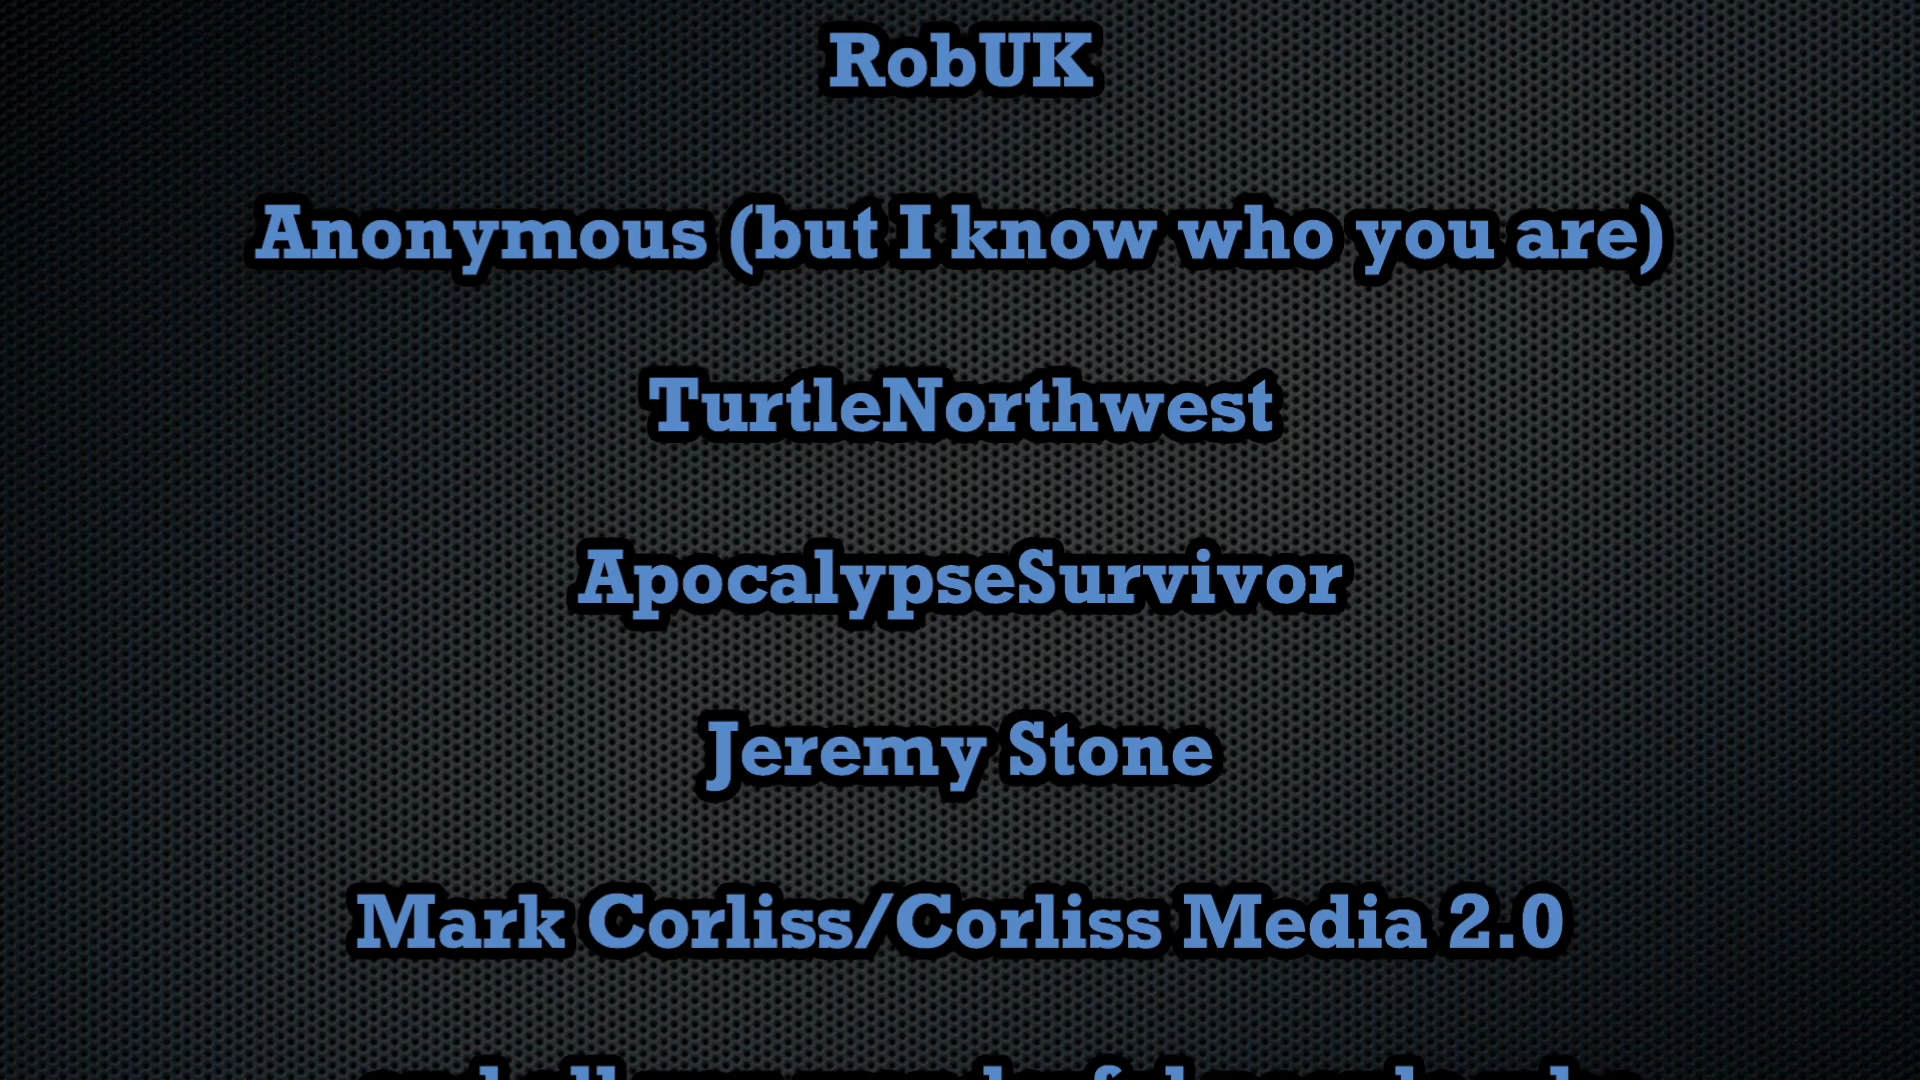 RobUK
Anonymous (but I know who you are)
TurtleNorthwest
ApocalypseSurvivor
Jeremy Stone
Mark Corliss/Corliss Media 2.0